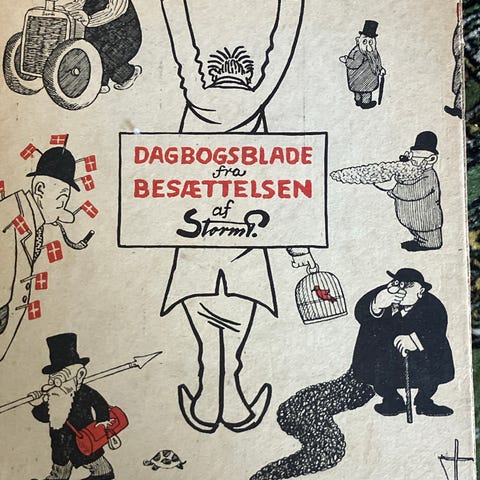 DAGBOGSBLADE
fra
BESÆTTELSEN
af
Storm P.